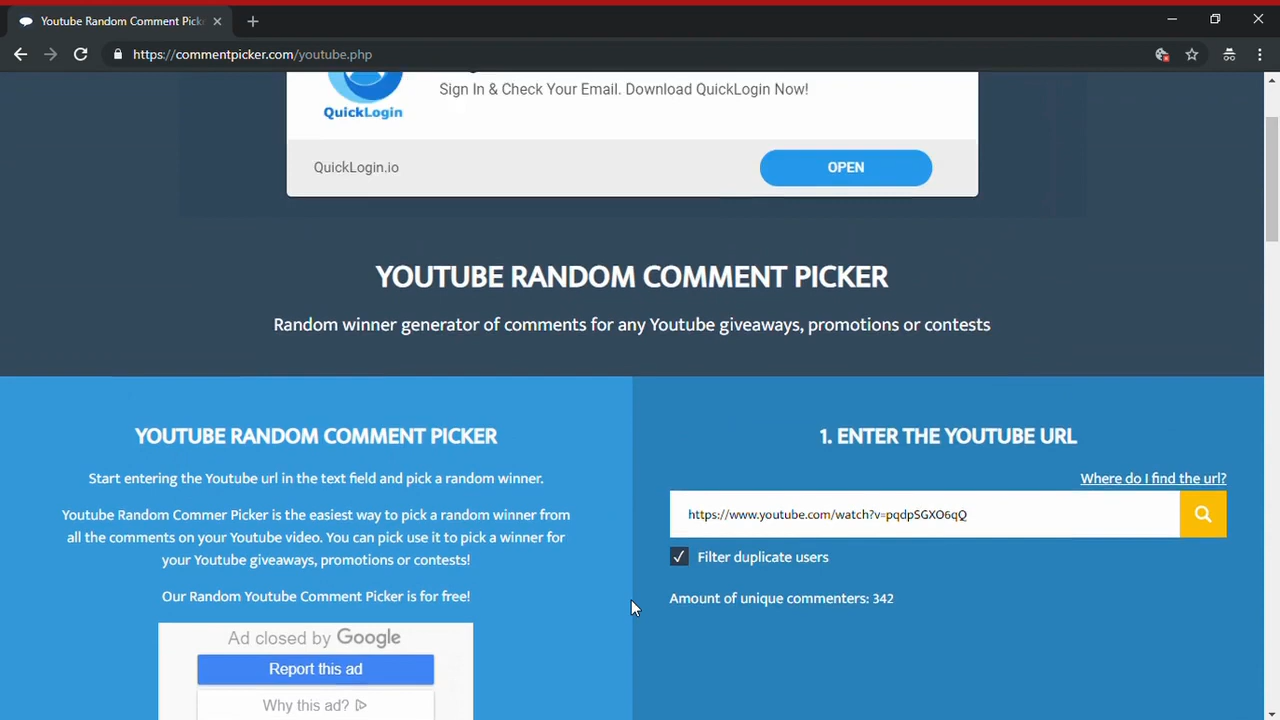 Youtube Random Comment Pick
https://commentpicker.com/youtube.php
Sign In & Check Your Email. Download QuickLogin Now!
QuickLogin
QuickLogin.io
OPEN
YOUTUBE RANDOM COMMENT PICKER
Random winner generator of comments for any Youtube giveaways, promotions or contests
YOUTUBE RANDOM COMMENT PICKER
Start entering the Youtube url in the text field and pick a random winner.
Youtube Random Commer Picker is the easiest way to pick a random winner from
all the comments on your Youtube video. You can pick use it to pick a winner for
your Youtube giveaways, promotions or contests!
Our Random Youtube Comment Picker is for free!
Ad closed by Google
Report this ad
Why this ad?
1. ENTER THE YOUTUBE URL
Where do I find the url?
https://www.youtube.com/watch?v=pqdpSGXO6qQ
Filter duplicate users
Amount of unique commenters: 342